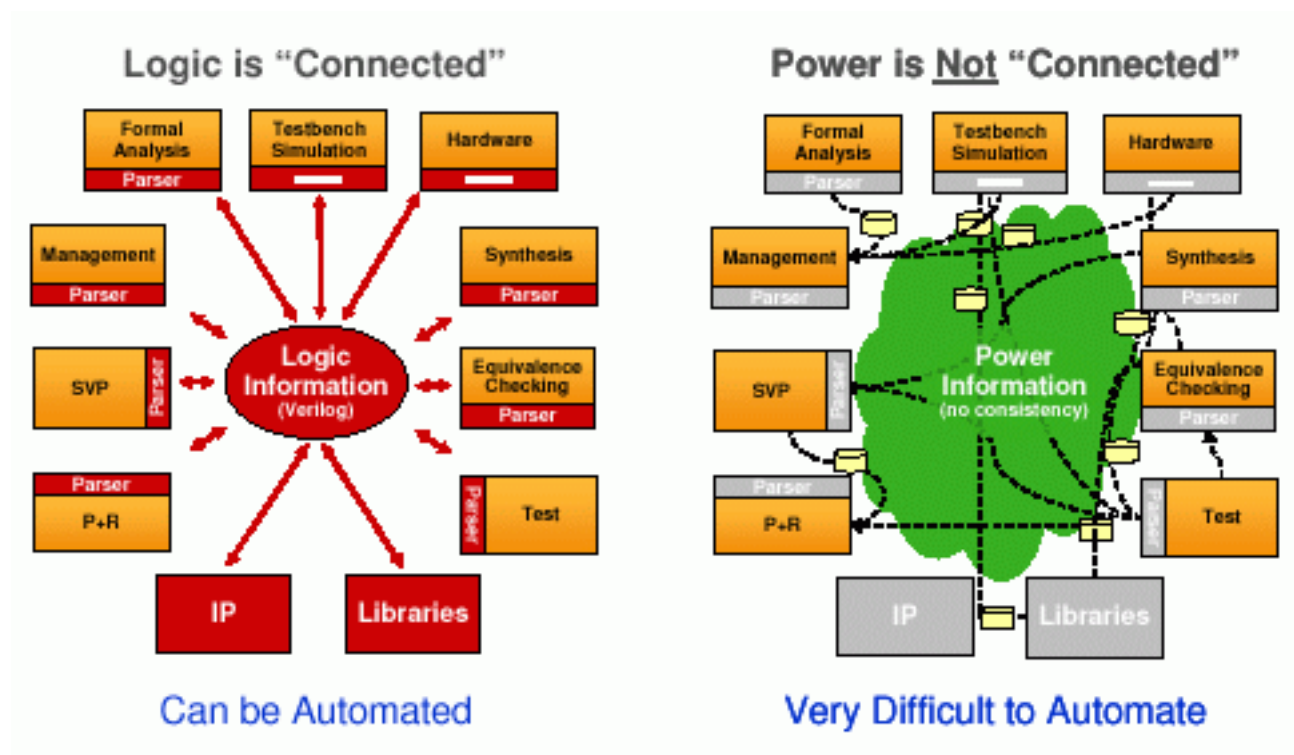 Logic is “Connected”
Formal
Analysis
Parser
Testbench
Simulation
Hardware
Management
Parser
Synthesis
Parser
SVP
Parser
Logic
Information
(Verilog)
Equivalence
Checking
Parser
Parser
P+R
Parser
Test
IP
Libraries
Can be Automated
Power is Not “Connected”
Formal
Analysis
Parser
Testbench
Simulation
Hardware
Management
Parser
Synthesis
Parser
SVP
Parser
Power
Information
(no consistency)
Equivalence
Checking
Parser
Parser
P+R
Parser
Test
IP
Libraries
Very Difficult to Automate